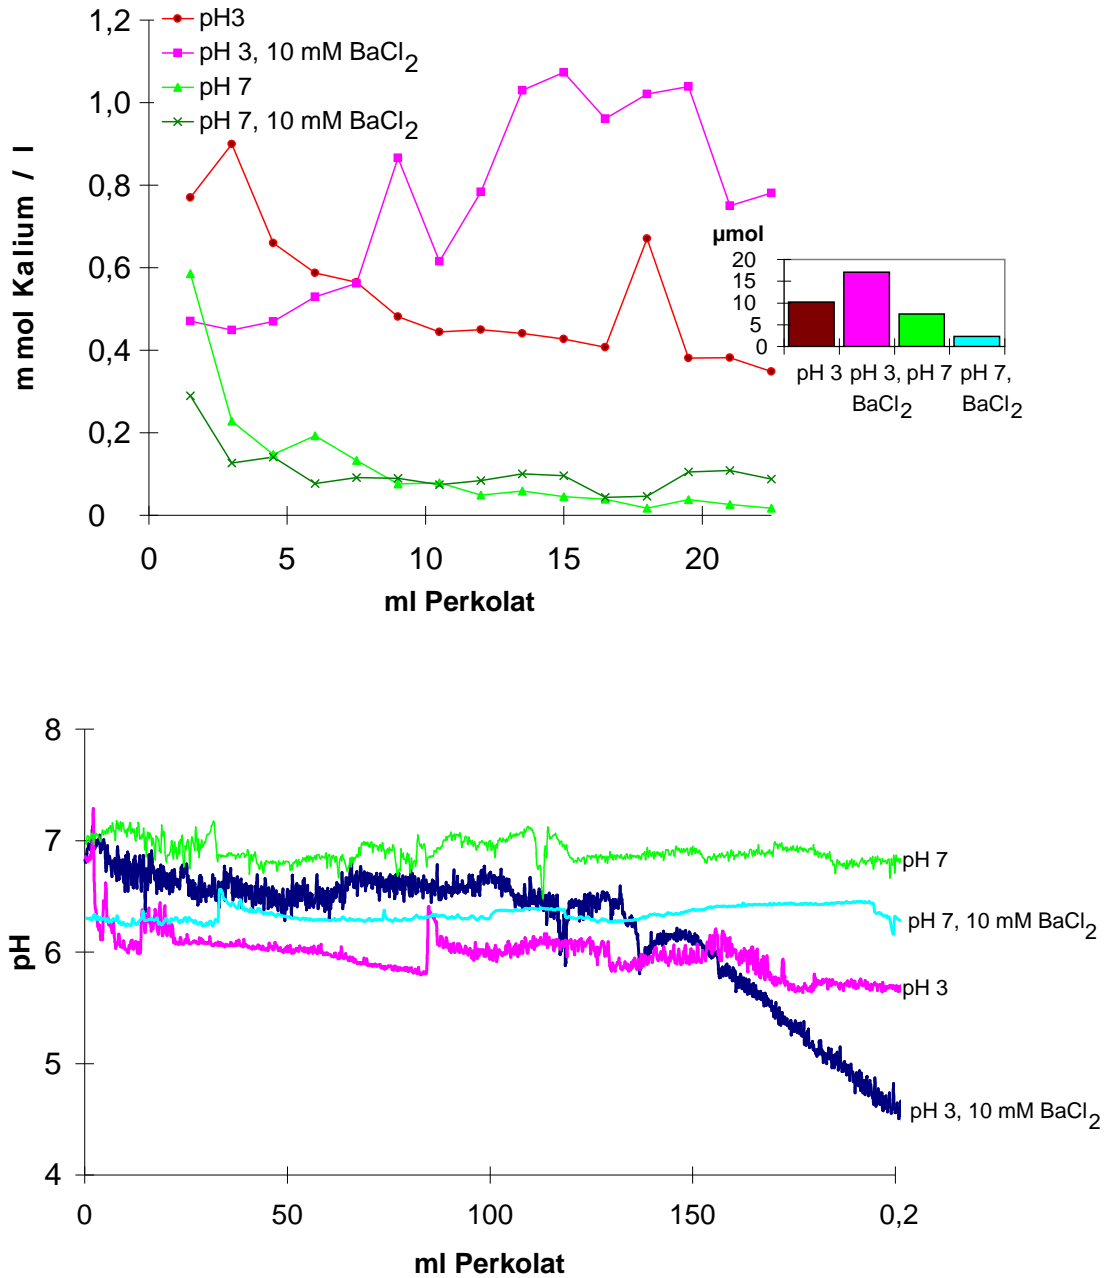 1,2
1,0
0,8
0,6
0,4
0,2
0
m mol Kalium / l
pH3
pH 3, 10 mM BaCl2
pH 7
pH 7, 10 mM BaCl2
µmol
20
15
10
5
0
pH 3 pH 3, pH 7 pH 7,
BaCl2 BaCl2
0 5 10 15 20
ml Perkolat
8
7
6
5
4
pH
pH 7
pH 7, 10 mM BaCl2
pH 3
pH 3, 10 mM BaCl2
0 50 100 150 0,2
ml Perkolat